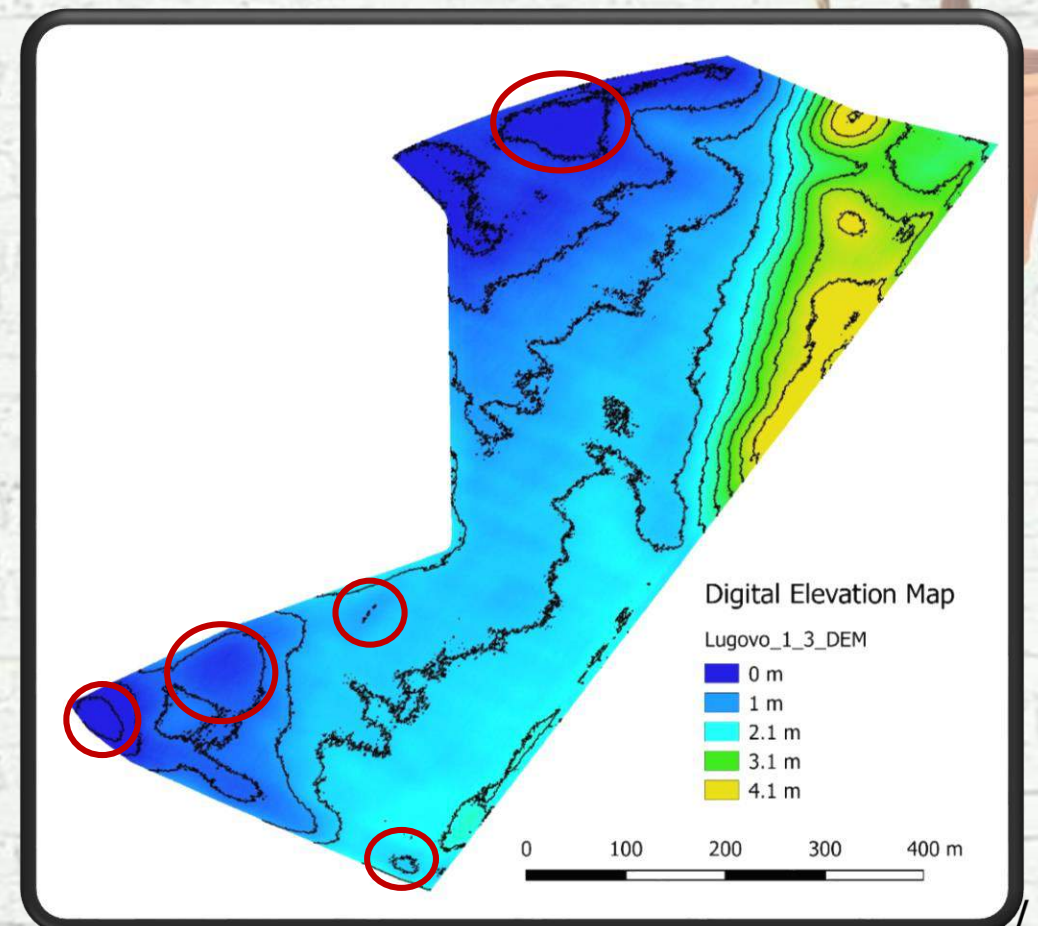 Digital Elevation Map
Lugovo_1_3_DEM
0 m
1 m
2.1 m
3.1 m
4.1 m
0 100 200 300 400 m
/